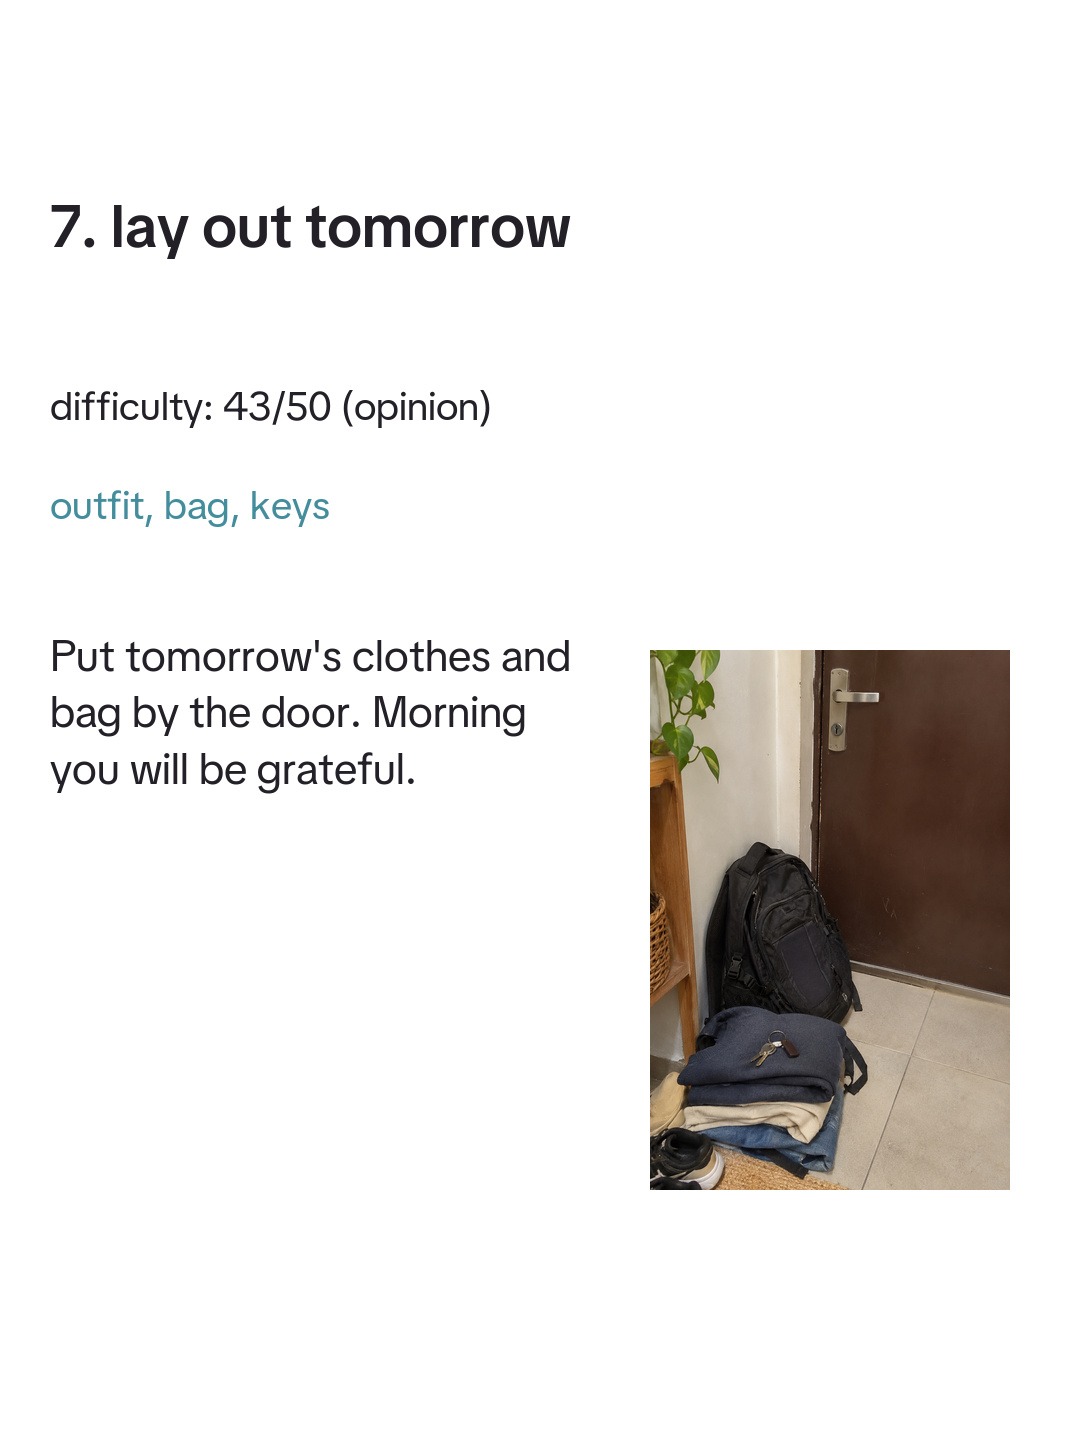 7. lay out tomorrow
difficulty: 43/50 (opinion)
outfit, bag, keys
Put tomorrow's clothes and
bag by the door. Morning
you will be grateful.